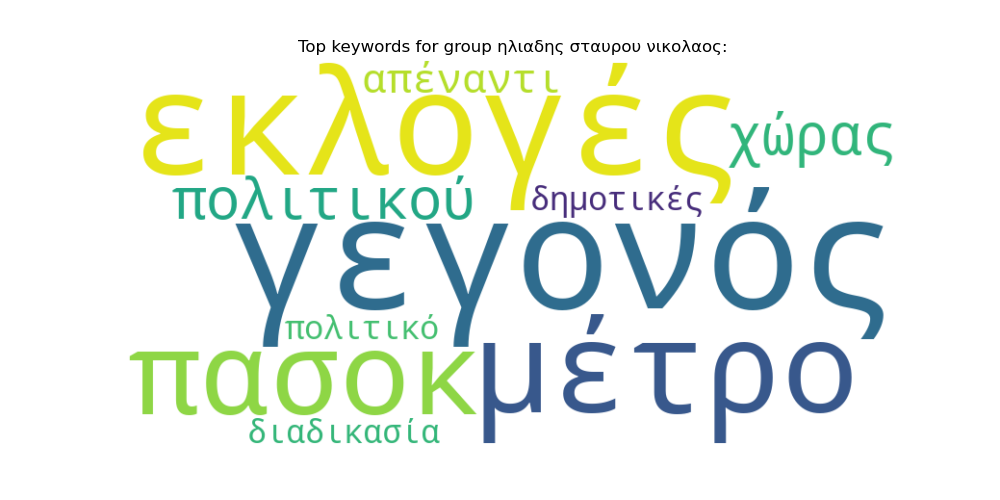 Top keywords for group ηλιαδης σταυρου νικολαος:
απέναντι
εκλογές
χώρας
πολιτικού
δημοτικές
γεγονός
πολιτικό
πασοκ
μέτρο
διαδικασία